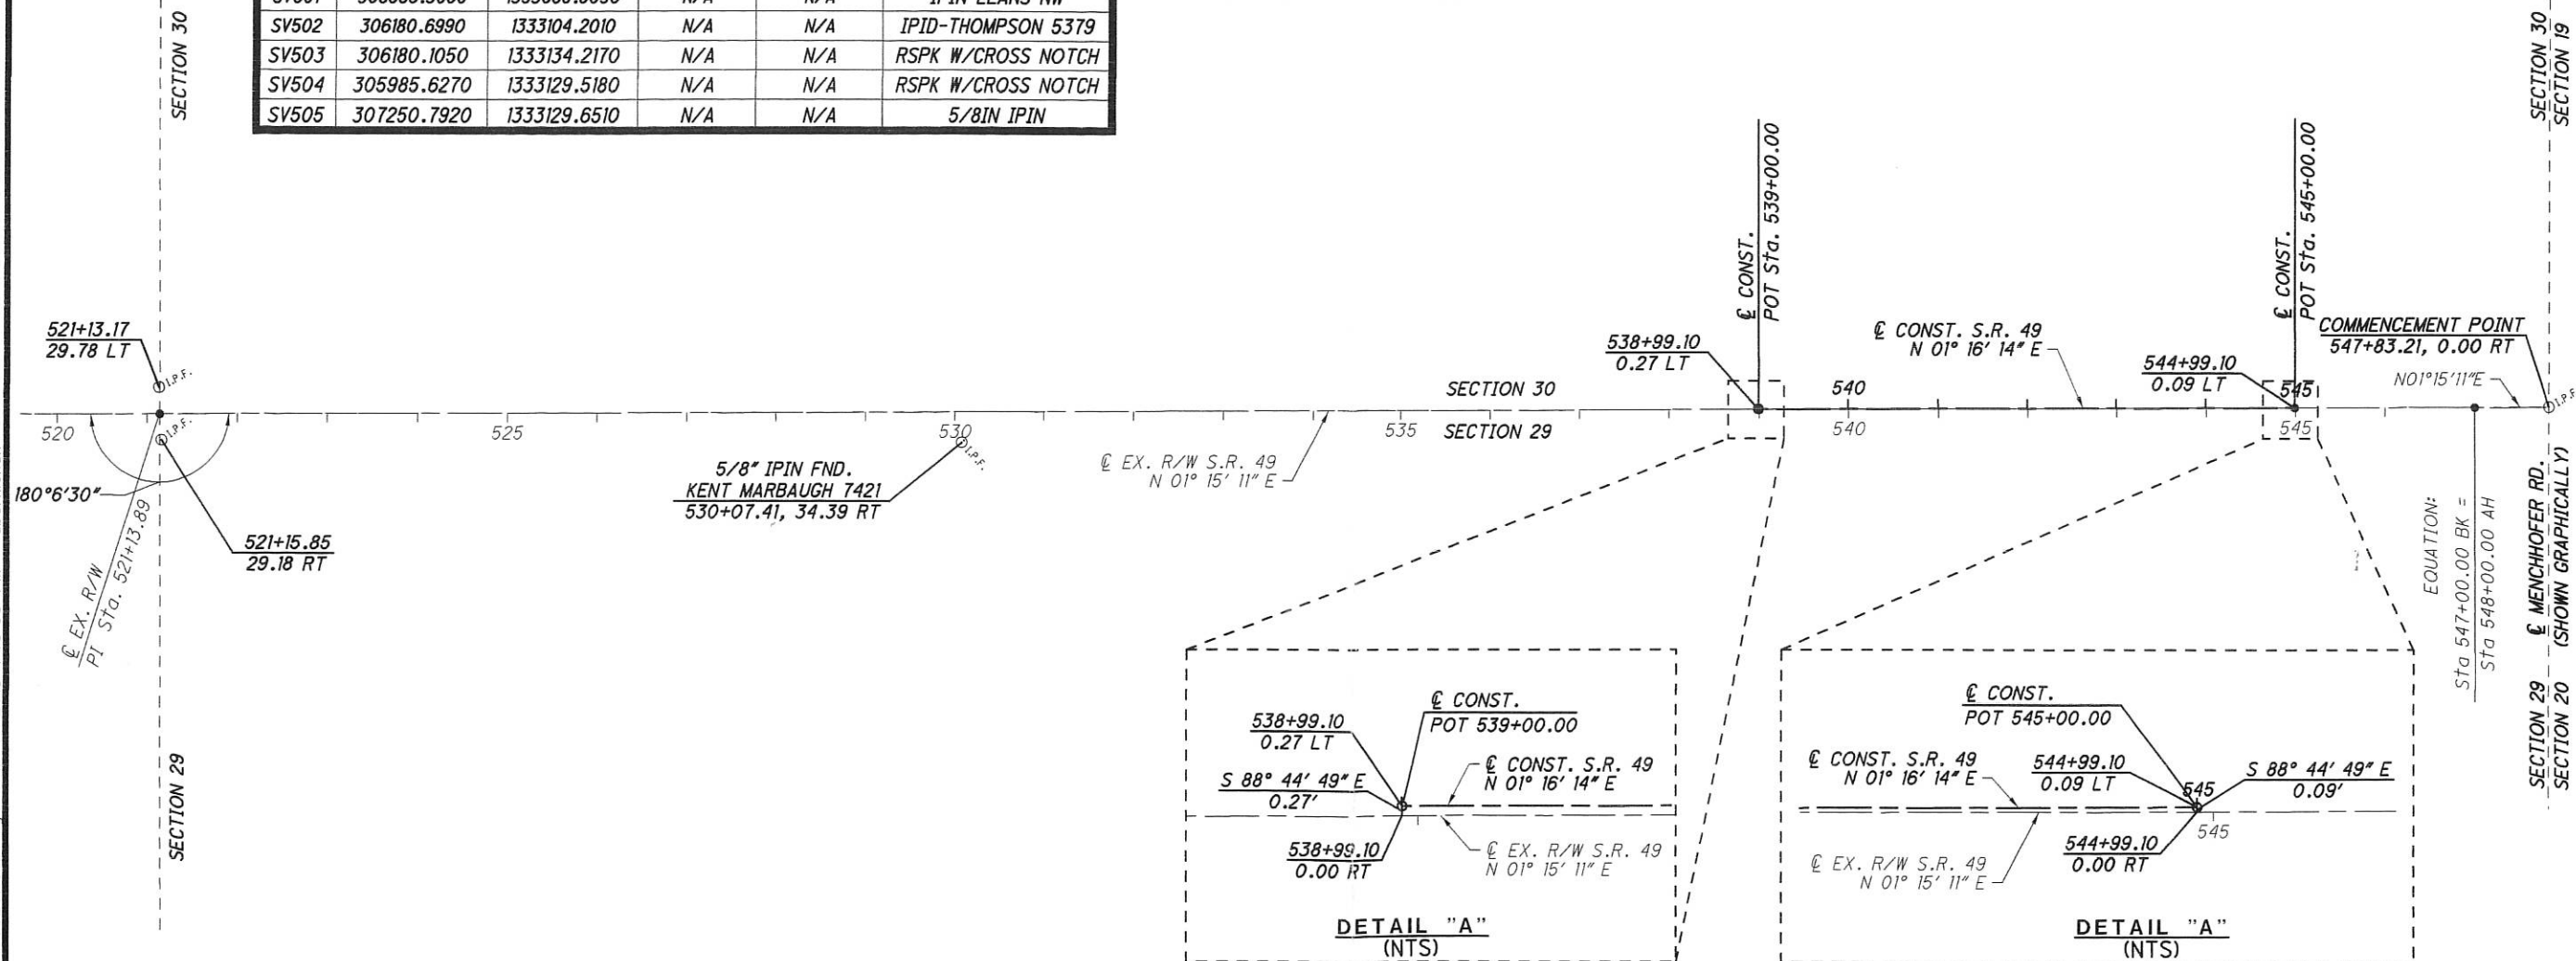 SV502 306180.6990 1333104.2010 N/A N/A IPID-THOMPSON 5379
SV503 306180.1050 1333134.2170 N/A N/A RSPK W/CROSS NOTCH
SV504 305985.6270 1333129.5180 N/A N/A RSPK W/CROSS NOTCH
SV505 307250.7920 1333129.6510 N/A N/A 5/8IN IPIN
SECTION 30
SECTION 30
SECTION 19
℄ CONST.
POT Sta. 539+00.00
℄ CONST.
POT Sta. 545+00.00
521+13.17
29.78 LT
I.P.F.
I.P.F.
520
525
530
535
540
545
180°6'30"
℄ EX. R/W
PI Sta. 521+13.89
521+15.85
29.18 RT
5/8" IPIN FND.
KENT MARBAUGH 7421
530+07.41, 34.39 RT
I.P.F.
SECTION 30
SECTION 29
℄ EX. R/W S.R. 49
N 01° 15' 11" E
538+99.10
0.27 LT
540
℄ CONST. S.R. 49
N 01° 16' 14" E
544+99.10
0.09 LT
545
COMMENCEMENT POINT
547+83.21, 0.00 RT
N01°15'11"E
I.P.F.
EQUATION:
Sta 547+00.00 BK =
Sta 548+00.00 AH
℄ MENCHHOFER RD.
(SHOWN GRAPHICALLY)
SECTION 29
SECTION 20
SECTION 29
℄ CONST.
POT 539+00.00
538+99.10
0.27 LT
℄ CONST. S.R. 49
N 01° 16' 14" E
S 88° 44' 49" E
0.27'
538+99.10
0.00 RT
℄ EX. R/W S.R. 49
N 01° 15' 11" E
DETAIL "A"
(NTS)
℄ CONST.
POT 545+00.00
℄ CONST. S.R. 49
N 01° 16' 14" E
544+99.10
0.09 LT
545
S 88° 44' 49" E
0.09'
545
544+99.10
0.00 RT
℄ EX. R/W S.R. 49
N 01° 15' 11" E
DETAIL "A"
(NTS)